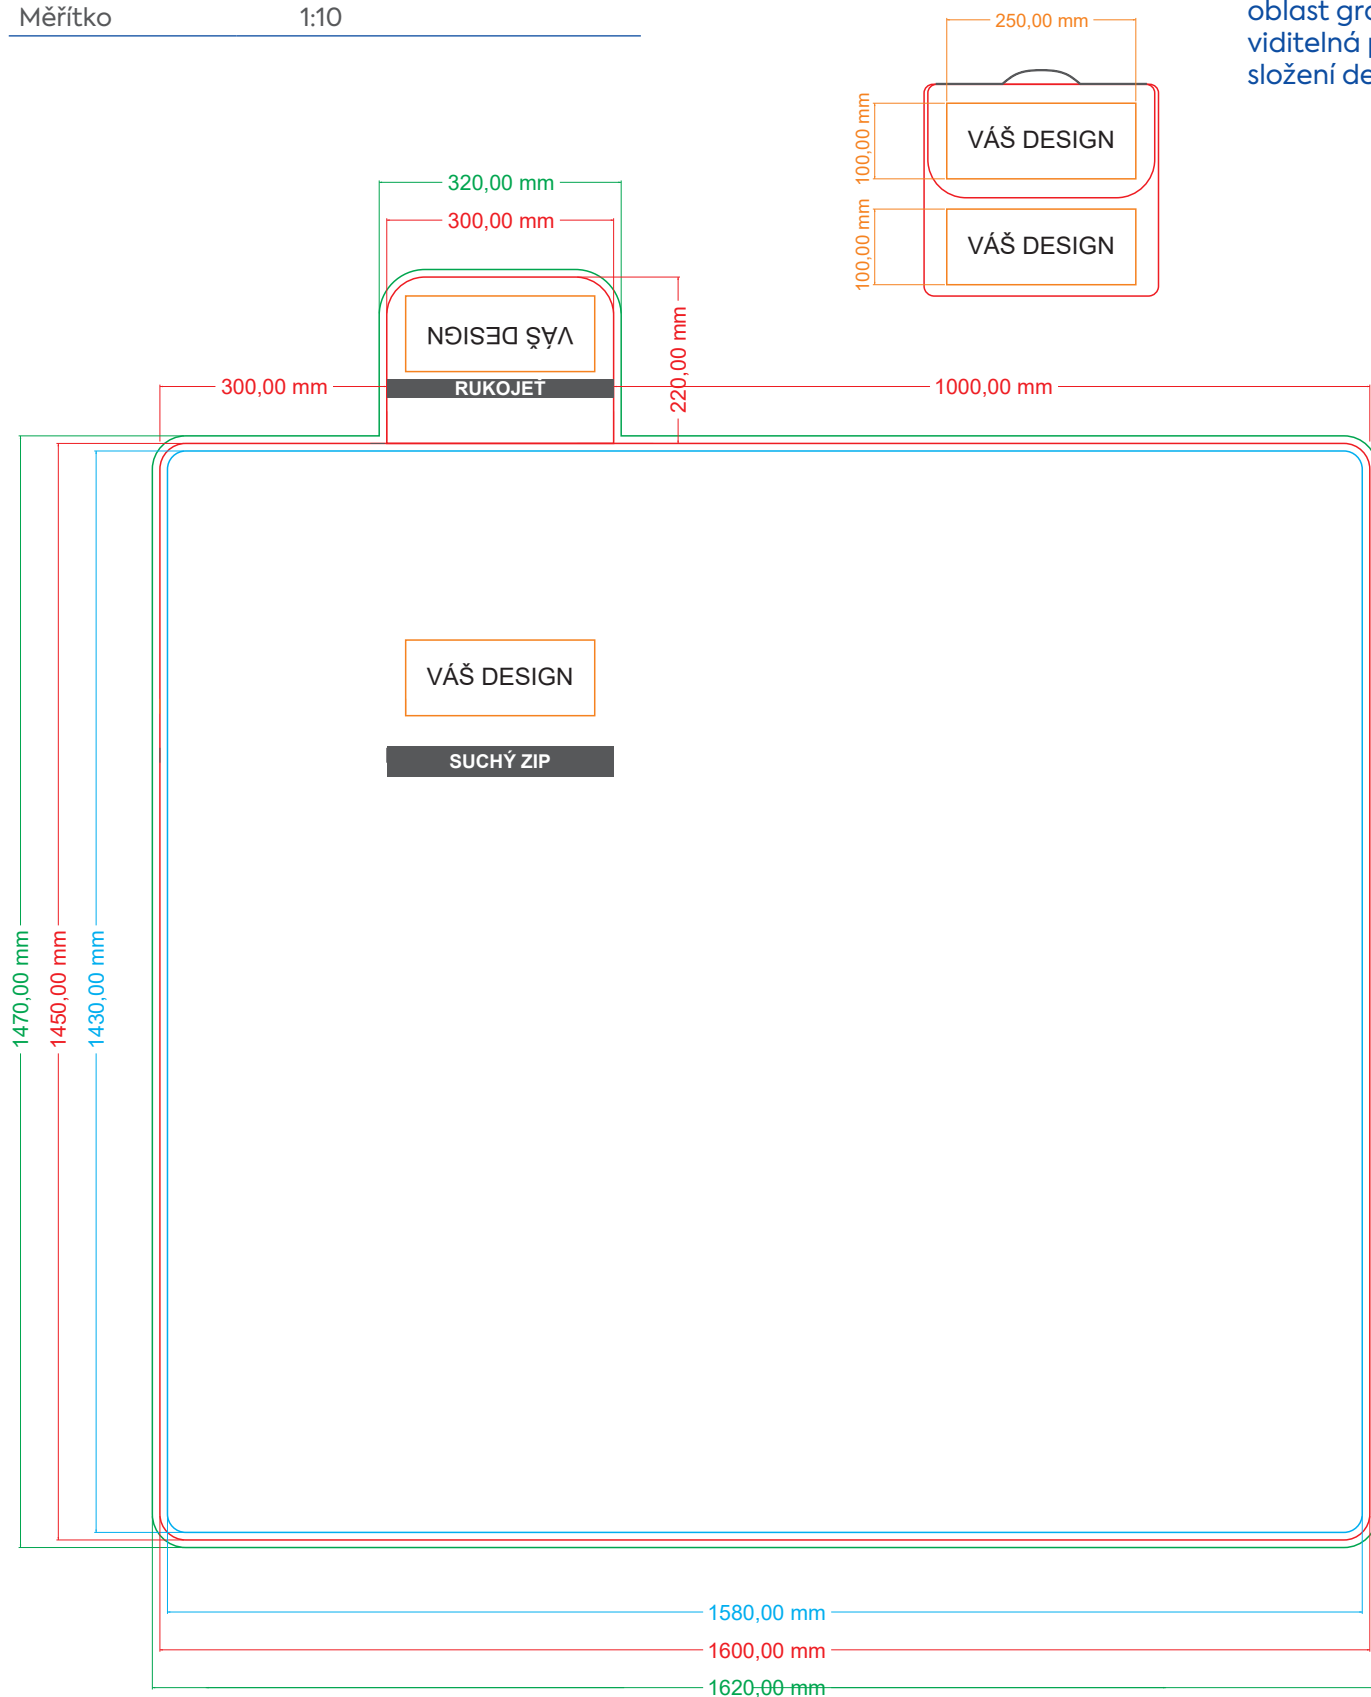 Měřítko 1:10
oblast
viditelná
složení
250,00 mm
100,00 mm
VÁŠ DESIGN
100,00 mm
VÁŠ DESIGN
320,00 mm
300,00 mm
VÁŠ DESIGN
RUKOJEŤ
220,00 mm
300,00 mm
1000,00 mm
VÁŠ DESIGN
SUCHÝ ZIP
1470,00 mm
1450,00 mm
1430,00 mm
1580,00 mm
1600,00 mm
1620,00 mm